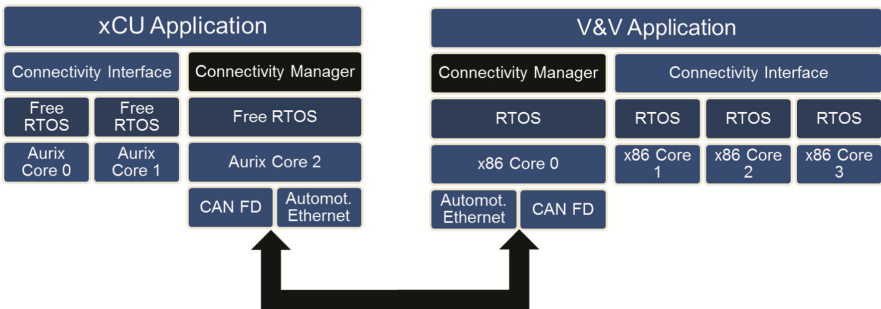 xCU Application
Connectivity Interface
Connectivity Manager
Free
RTOS
Free
RTOS
Free RTOS
Aurix
Core 0
Aurix
Core 1
Aurix Core 2
CAN FD
Automot.
Ethernet
V&V Application
Connectivity Manager
Connectivity Interface
RTOS
RTOS
RTOS
RTOS
x86 Core 0
x86 Core
1
x86 Core
2
x86 Core
3
Automot.
Ethernet
CAN FD